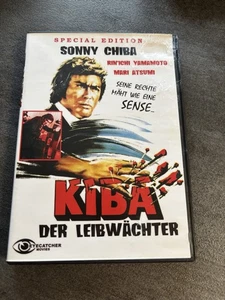 SPECIAL EDITION
SONNY CHIBA
RIN'ICHI YAMAMOTO
MARI ATSUMI
SEINE RECHTE
MÄHT WIE EINE
SENSE...
KIBA
DER LEIBWÄCHTER
EYECATCHER
MOVIES